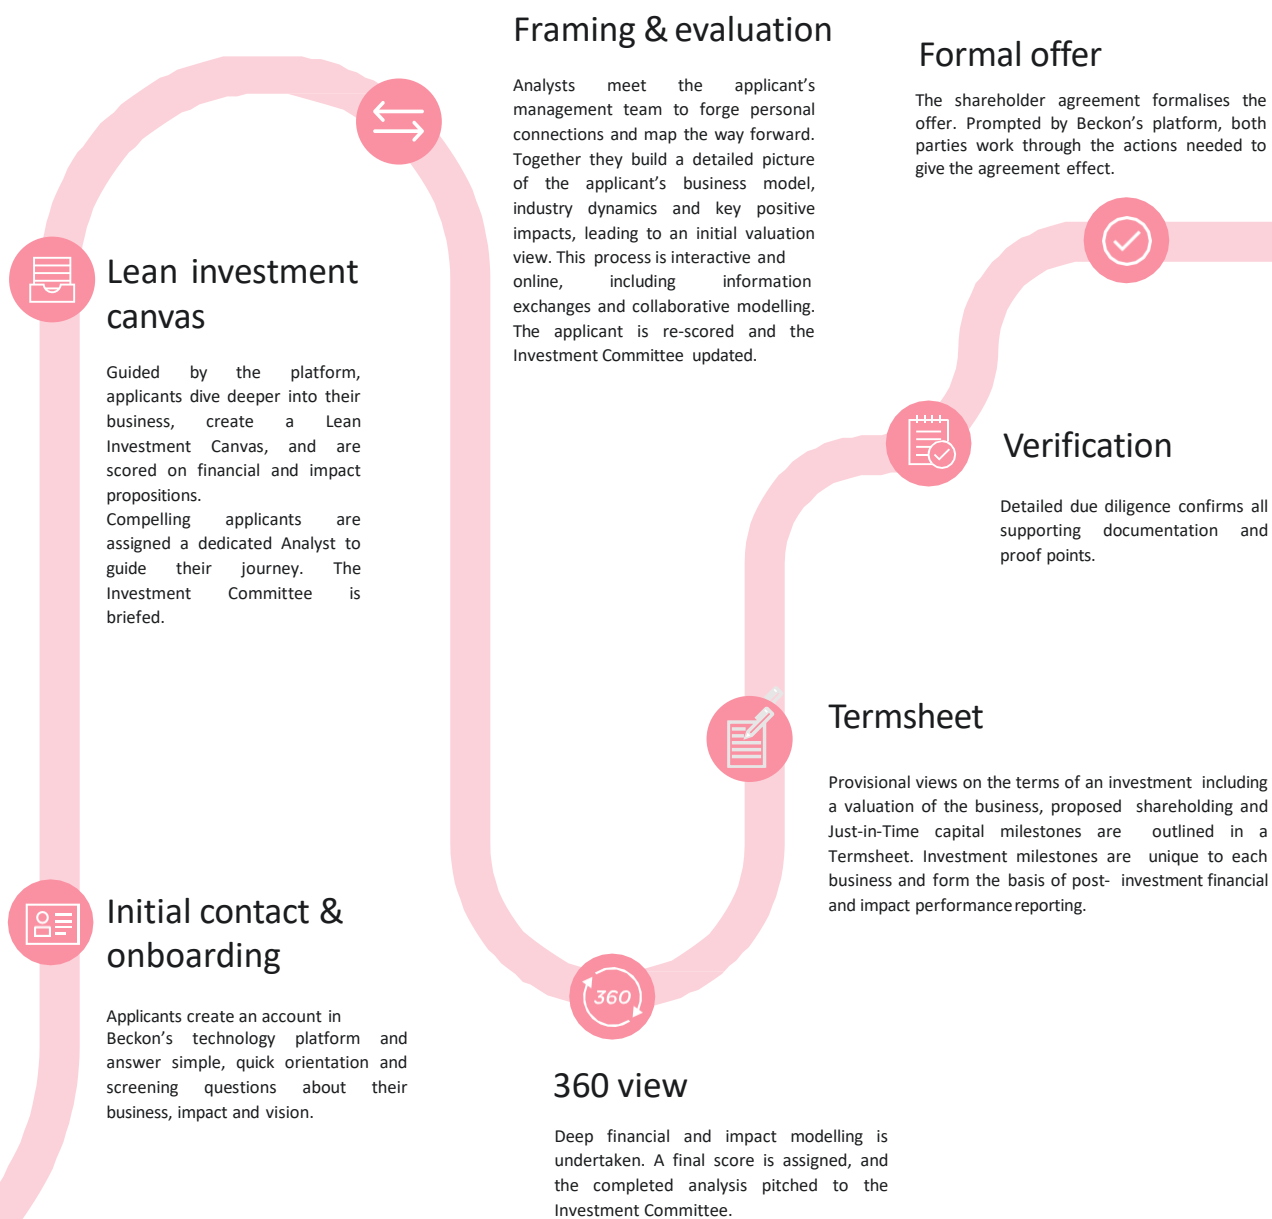 Framing & evaluation
Analysts meet the applicant’s
management team to forge personal
connections and map the way forward.
Together they build a detailed picture
of the applicant’s business model,
industry dynamics and key positive
impacts, leading to an initial valuation
view. This process is interactive and
online, including information
exchanges and collaborative modelling.
The applicant is re-scored and the
Investment Committee updated.
Formal offer
The shareholder agreement formalises the
offer. Prompted by Beckon’s platform, both
parties work through the actions needed to
give the agreement effect.
Lean investment
canvas
Guided by the platform,
applicants dive deeper into their
business, create a Lean
Investment Canvas, and are
scored on financial and impact
propositions.
Compelling applicants are
assigned a dedicated Analyst to
guide their journey. The
Investment Committee is
briefed.
Verification
Detailed due diligence confirms all
supporting documentation and
proof points.
Termsheet
Provisional views on the terms of an investment including
a valuation of the business, proposed shareholding and
Just-in-Time capital milestones are outlined in a
Termsheet. Investment milestones are unique to each
business and form the basis of post- investment financial
and impact performance reporting.
Initial contact &
onboarding
Applicants create an account in
Beckon’s technology platform and
answer simple, quick orientation and
screening questions about their
business, impact and vision.
360
360 view
Deep financial and impact modelling is
undertaken. A final score is assigned, and
the completed analysis pitched to the
Investment Committee.